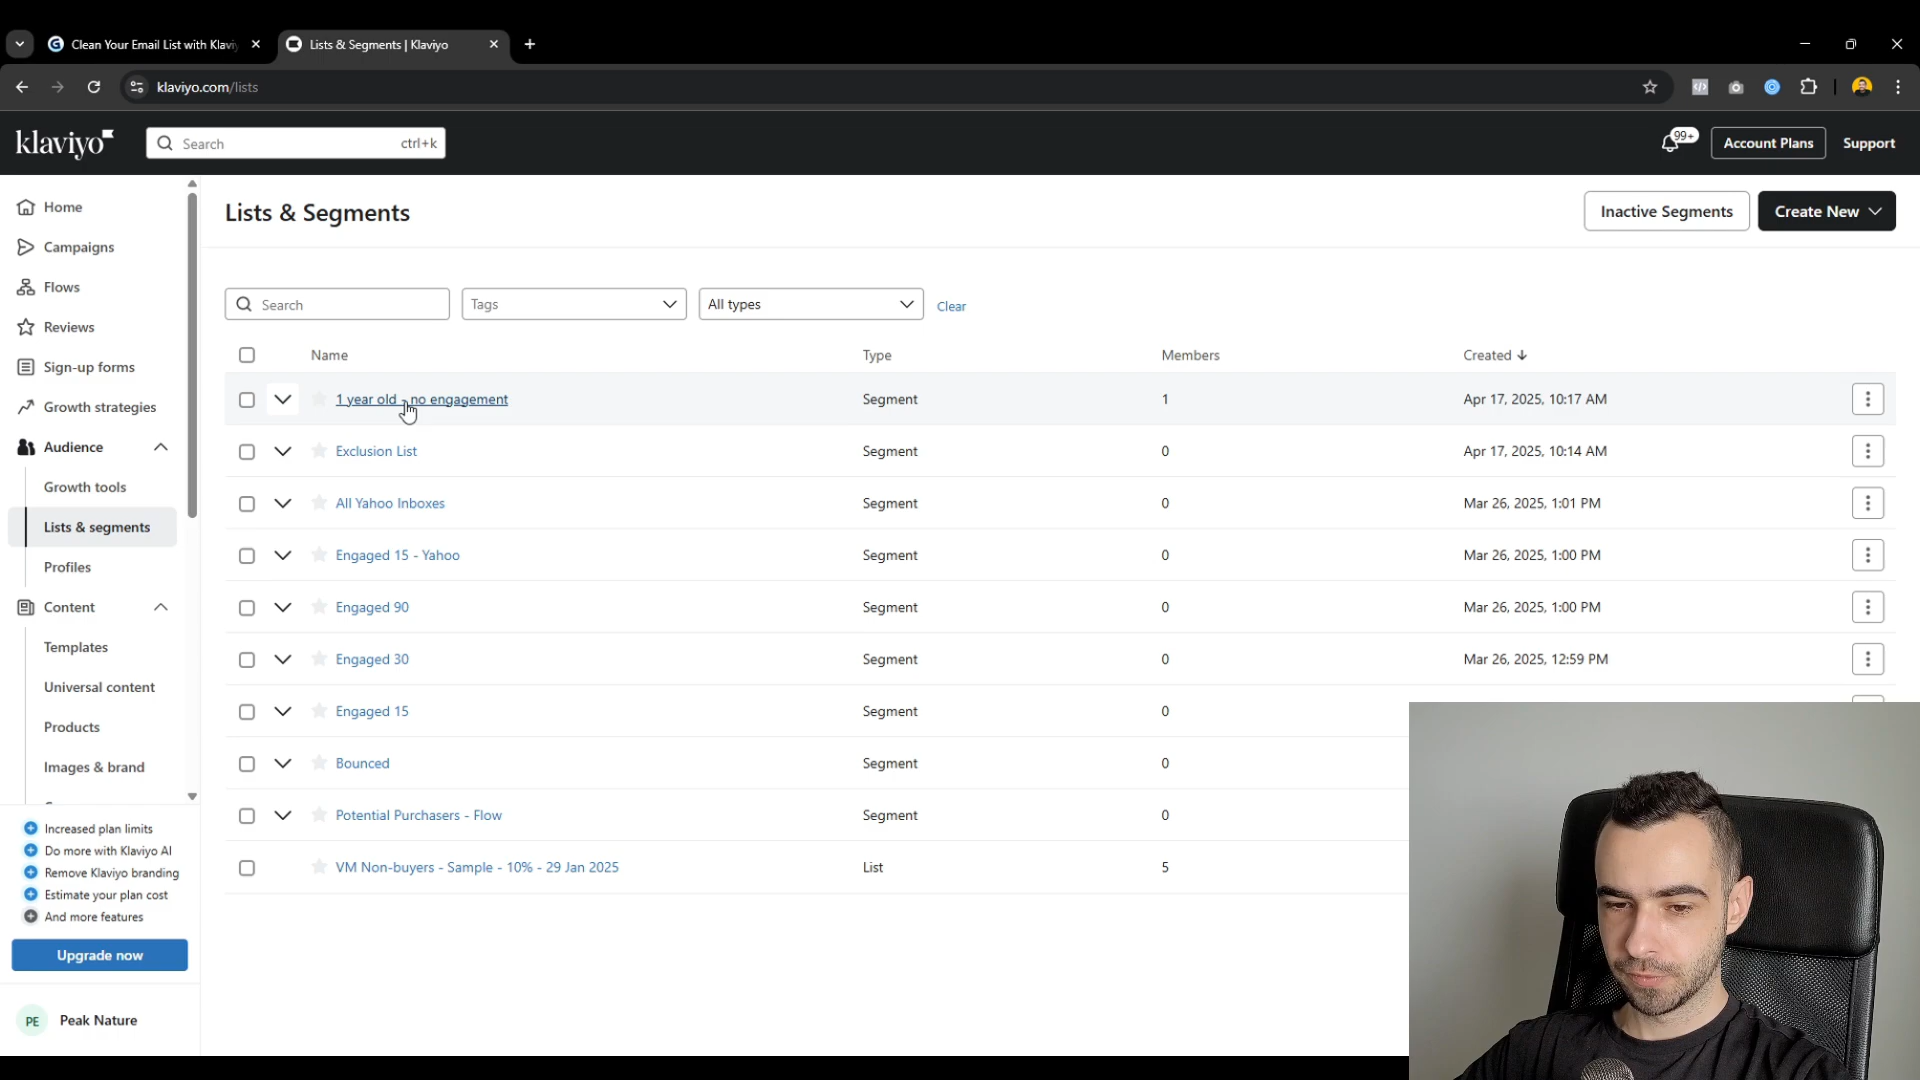 Clean Your Email List with Klaviy
Lists & Segments | Klaviyo
klaviyo.com/lists
klaviyo
Search
ctrl+k
99+
Account Plans
Support
Home
Campaigns
Flows
Reviews
Sign-up forms
Growth strategies
Audience
Growth tools
Lists & segments
Profiles
Content
Templates
Universal content
Products
Images & brand
Increased plan limits
Do more with Klaviyo AI
Remove Klaviyo branding
Estimate your plan cost
And more features
Upgrade now
PE
Peak Nature
Lists & Segments
Inactive Segments
Create New
Search
Tags
All types
Clear
Name Type Members Created
1 year old - no engagement Segment 1 Apr 17, 2025, 10:17 AM
Exclusion List Segment 0 Apr 17, 2025, 10:14 AM
All Yahoo Inboxes Segment 0 Mar 26, 2025, 1:01 PM
Engaged 15 - Yahoo Segment 0 Mar 26, 2025, 1:00 PM
Engaged 90 Segment 0 Mar 26, 2025, 1:00 PM
Engaged 30 Segment 0 Mar 26, 2025, 12:59 PM
Engaged 15 Segment 0
Bounced Segment 0
Potential Purchasers - Flow Segment 0
VM Non-buyers - Sample - 10% - 29 Jan 2025 List 5